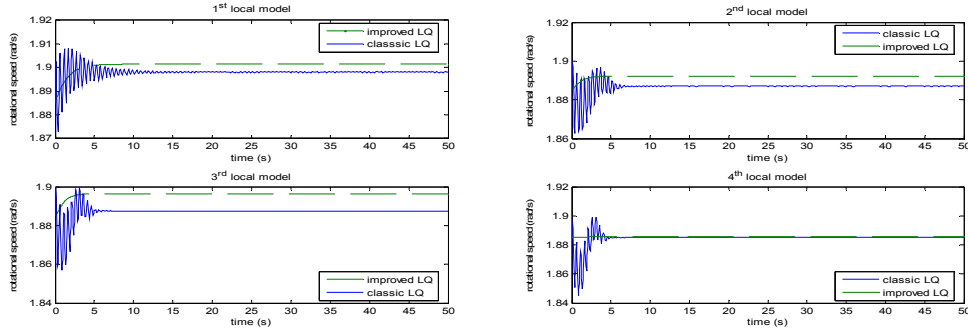 1st local model
1.92
1.91
1.9
1.89
1.88
1.87
rotational speed (rad/s)
improved LQ
classsic LQ
0 5 10 15 20 25 30 35 40 45 50
time (s)
2nd local model
1.92
1.9
1.88
1.86
rotational speed (rad/s)
classic LQ
improved LQ
0 5 10 15 20 25 30 35 40 45 50
time (s)
3rd local model
1.9
1.88
1.86
1.84
rotational speed (rad/s)
improved LQ
classic LQ
0 5 10 15 20 25 30 35 40 45 50
time (s)
4th local model
1.92
1.9
1.88
1.86
1.84
rotational speed (rad/s)
classic LQ
improved LQ
0 5 10 15 20 25 30 35 40 45 50
time (s)